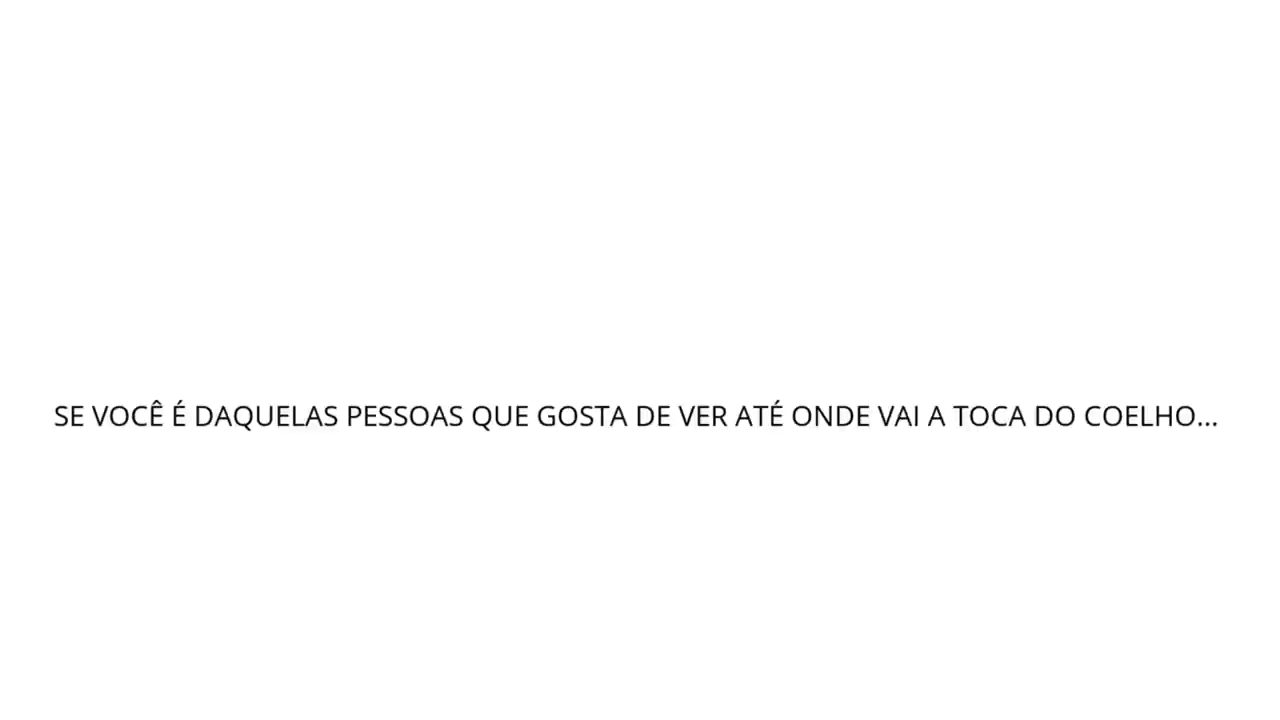 SE VOCÊ É DAQUELAS PESSOAS QUE GOSTA DE VER ATÉ ONDE VAI A TOCA DO COELHO...